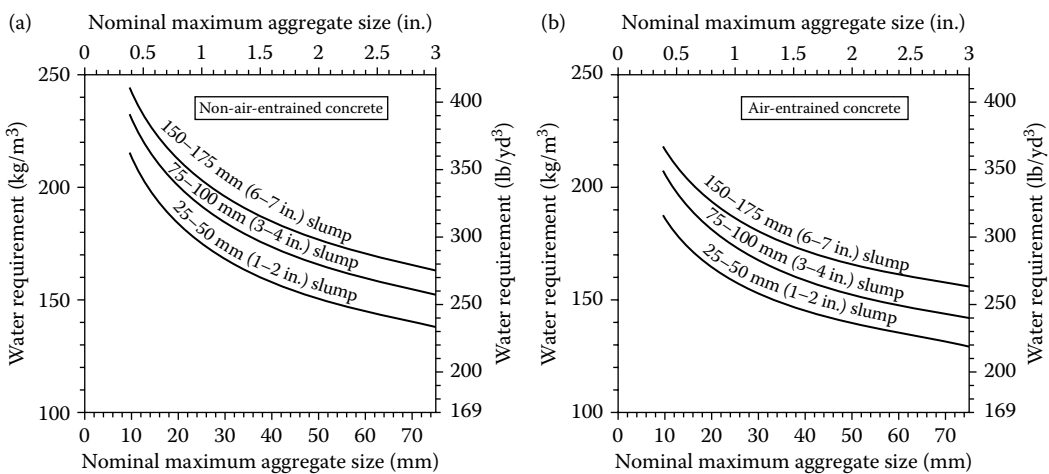 (a)
Nominal maximum aggregate size (in.)
0 0.5 1 1.5 2 2.5 3
250
200
150
100
Water requirement (kg/m³)
Non-air-entrained concrete
150–175 mm (6–7 in.) slump
75–100 mm (3–4 in.) slump
25–50 mm (1–2 in.) slump
400
350
300
250
200
169
Water requirement (lb/yd³)
0 10 20 30 40 50 60 70
Nominal maximum aggregate size (mm)
(b)
Nominal maximum aggregate size (in.)
0 0.5 1 1.5 2 2.5 3
250
200
150
100
Water requirement (kg/m³)
Air-entrained concrete
150–175 mm (6–7 in.) slump
75–100 mm (3–4 in.) slump
25–50 mm (1–2 in.) slump
400
350
300
250
200
169
Water requirement (lb/yd³)
0 10 20 30 40 50 60 70
Nominal maximum aggregate size (mm)